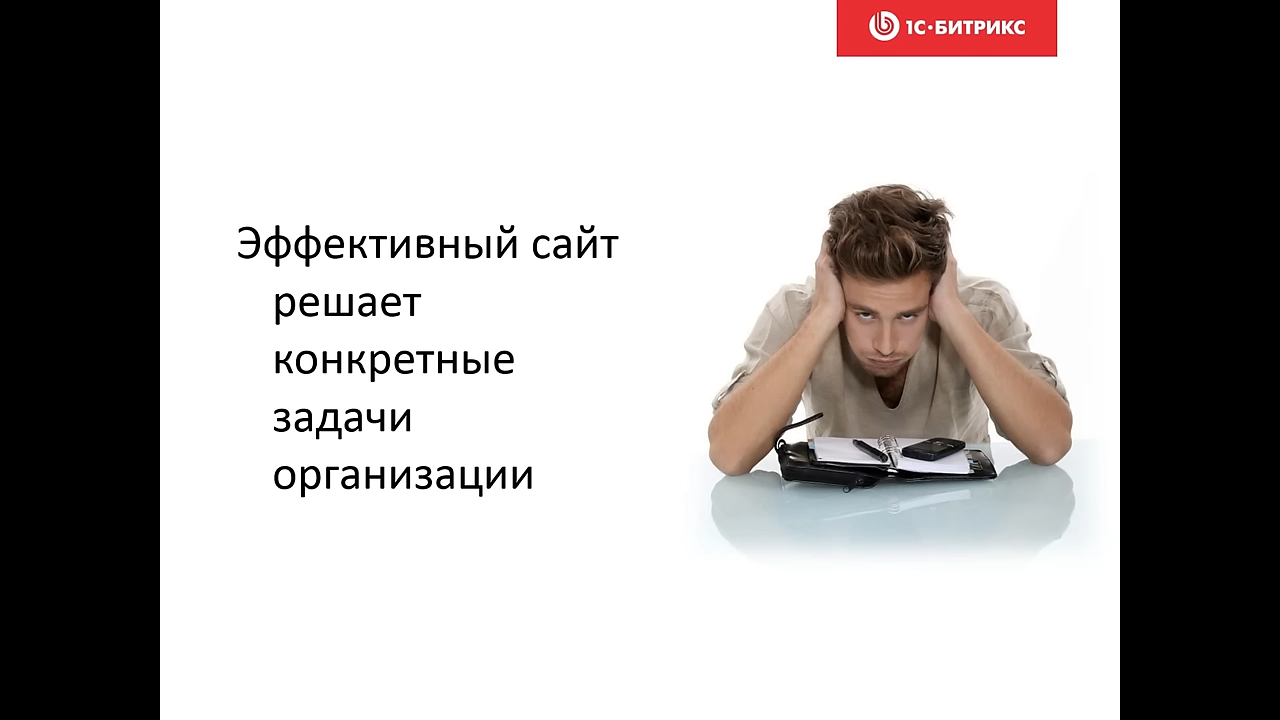 1С·БИТРИКС
Эффективный сайт
решает
конкретные
задачи
организации